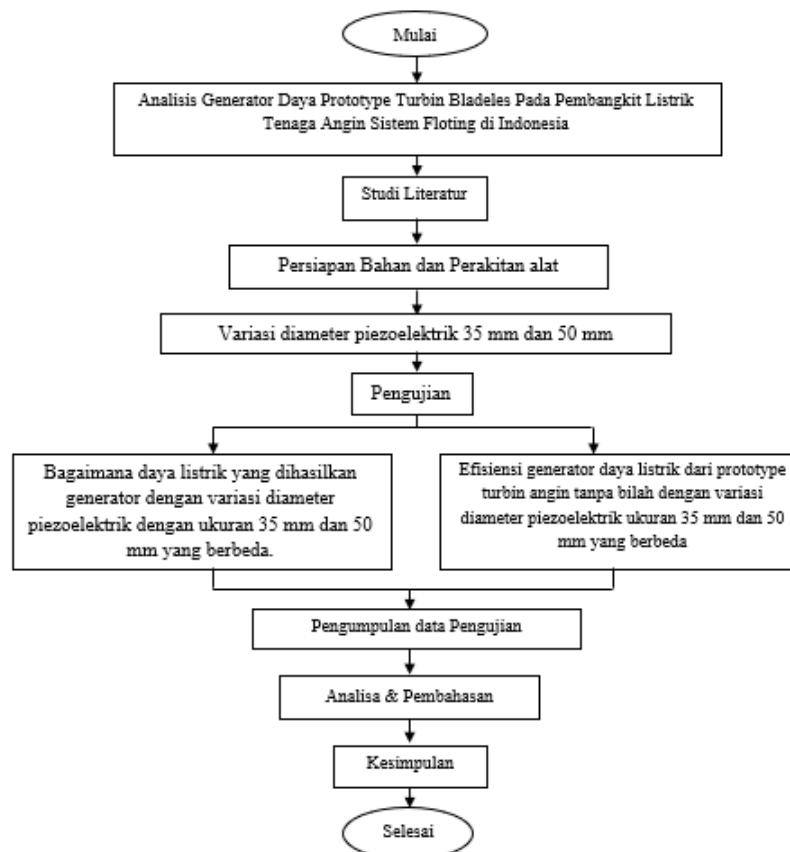 Mulai
Analisis Generator Daya Prototype Turbin Bladeles Pada Pembangkit Listrik
Tenaga Angin Sistem Floting di Indonesia
Studi Literatur
Persiapan Bahan dan Perakitan alat
Variasi diameter piezoelektrik 35 mm dan 50 mm
Pengujian
Bagaimana daya listrik yang dihasilkan
generator dengan variasi diameter
piezoelektrik dengan ukuran 35 mm dan 50
mm yang berbeda.
Efisiensi generator daya listrik dari prototype
turbin angin tanpa bilah dengan variasi
diameter piezoelektrik ukuran 35 mm dan 50
mm yang berbeda
Pengumpulan data Pengujian
Analisa & Pembahasan
Kesimpulan
Selesai